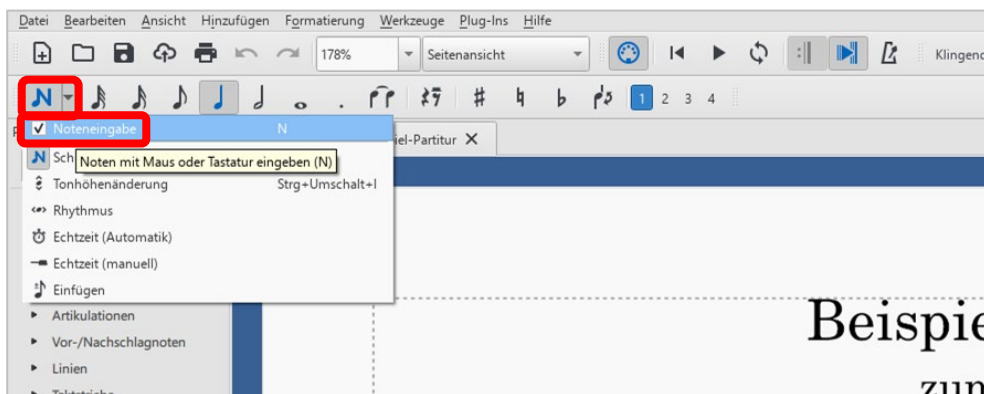 Datei Bearbeiten Ansicht Hinzufügen Formatierung Werkzeuge Plug-Ins Hilfe
178% Seitenansicht Klingend
1 2 3 4
Noteneingabe N
iel-Partitur
Sch
Noten mit Maus oder Tastatur eingeben (N)
Tonhöhenänderung Strg+Umschalt+I
Rhythmus
Echtzeit (Automatik)
Echtzeit (manuell)
Einfügen
Artikulationen
Beispie
Vor-/Nachschlagnoten
Linien
zum